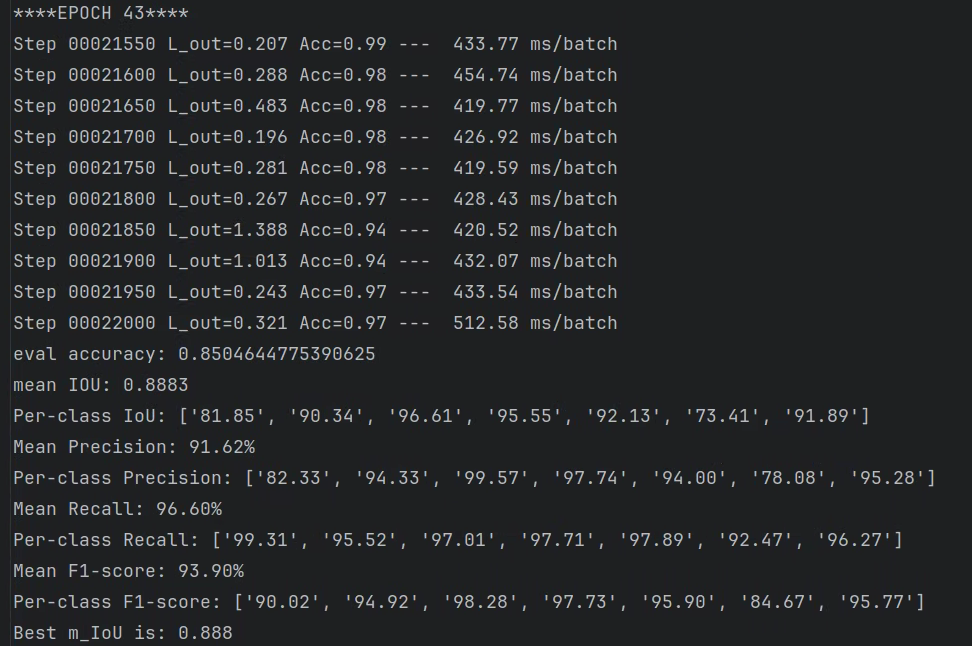 ****EPOCH 43****
Step 00021550 L_out=0.207 Acc=0.99 ---  433.77 ms/batch
Step 00021600 L_out=0.288 Acc=0.98 ---  454.74 ms/batch
Step 00021650 L_out=0.483 Acc=0.98 ---  419.77 ms/batch
Step 00021700 L_out=0.196 Acc=0.98 ---  426.92 ms/batch
Step 00021750 L_out=0.281 Acc=0.98 ---  419.59 ms/batch
Step 00021800 L_out=0.267 Acc=0.97 ---  428.43 ms/batch
Step 00021850 L_out=1.388 Acc=0.94 ---  420.52 ms/batch
Step 00021900 L_out=1.013 Acc=0.94 ---  432.07 ms/batch
Step 00021950 L_out=0.243 Acc=0.97 ---  433.54 ms/batch
Step 00022000 L_out=0.321 Acc=0.97 ---  512.58 ms/batch
eval accuracy: 0.8504644775390625
mean IOU: 0.8883
Per-class IoU: ['81.85', '90.34', '96.61', '95.55', '92.13', '73.41', '91.89']
Mean Precision: 91.62%
Per-class Precision: ['82.33', '94.33', '99.57', '97.74', '94.00', '78.08', '95.28']
Mean Recall: 96.60%
Per-class Recall: ['99.31', '95.52', '97.01', '97.71', '97.89', '92.47', '96.27']
Mean F1-score: 93.90%
Per-class F1-score: ['90.02', '94.92', '98.28', '97.73', '95.90', '84.67', '95.77']
Best m_IoU is: 0.888